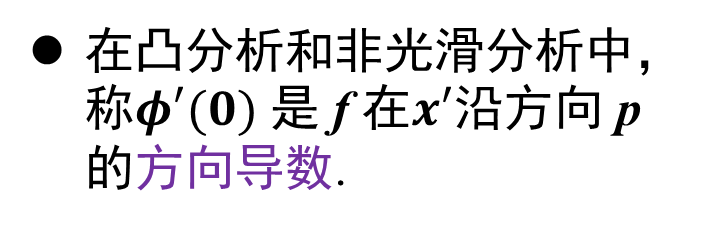 ● 在凸分析和非光滑分析中，
称ϕ′(0) 是 f 在x′沿方向 p
的方向导数.